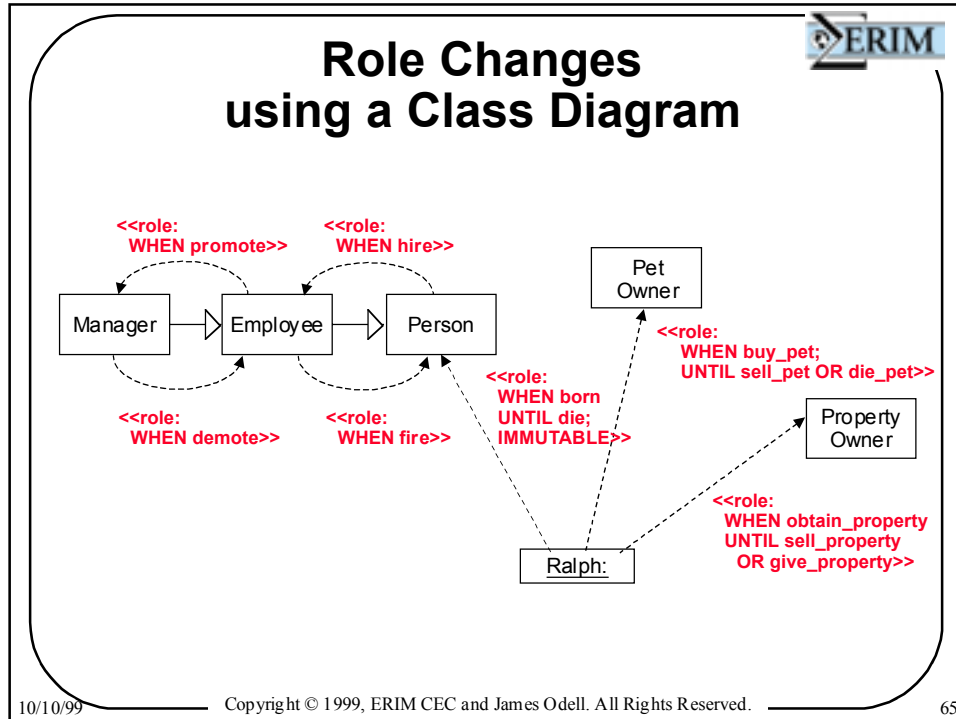 ERIM
Role Changes
using a Class Diagram
<<role:
WHEN promote>>
<<role:
WHEN hire>>
Pet
Owner
Manager
Employee
Person
<<role:
WHEN buy_pet;
UNTIL sell_pet OR die_pet>>
<<role:
WHEN demote>>
<<role:
WHEN fire>>
<<role:
WHEN born
UNTIL die;
IMMUTABLE>>
Property
Owner
<<role:
WHEN obtain_property
UNTIL sell_property
OR give_property>>
Ralph:
10/10/99
Copyright © 1999, ERIM CEC and James Odell. All Rights Reserved.
65